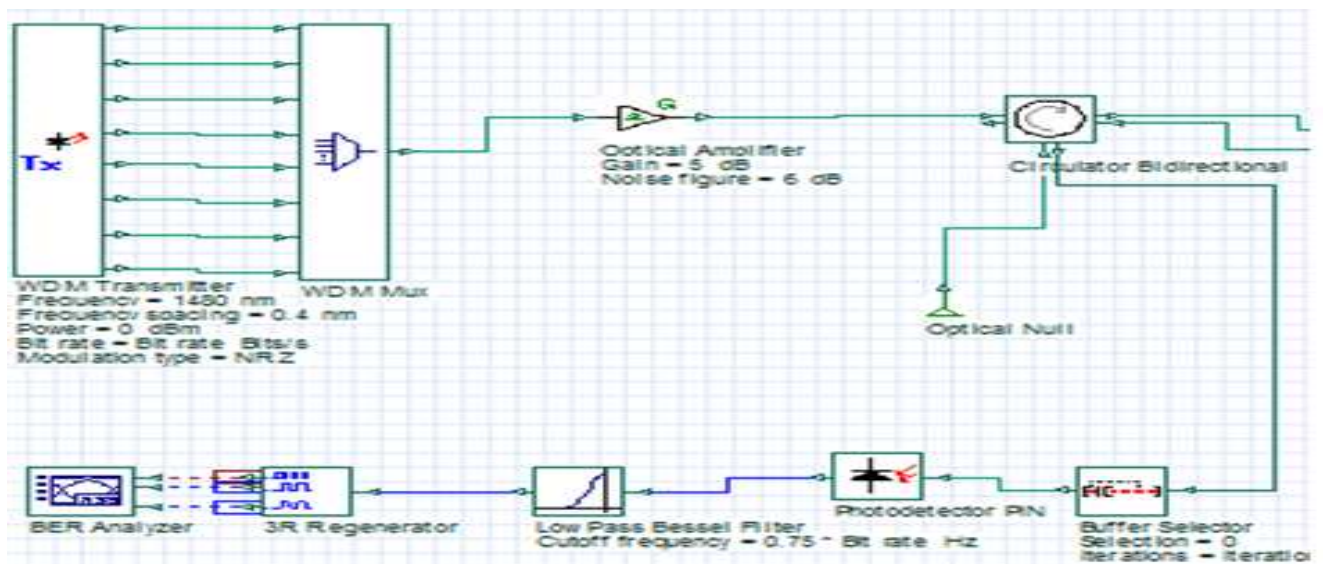 Tx
WDM Transmitter
Frequency = 1480 nm
Frequency spacing = 0.4 nm
Power = 0 dBm
Bit rate = Bit rate Bits/s
Modulation type = NRZ
WDM Mux
G
Optical Amplifier
Gain = 5 dB
Noise figure = 6 dB
Circulator Bidirectional
Optical Null
BER Analyzer
3R Regenerator
Low Pass Bessel Filter
Cutoff frequency = 0.75 * Bit rate Hz
Photodetector PIN
Buffer Selector
Selection = 0
Iterations = Iteratio